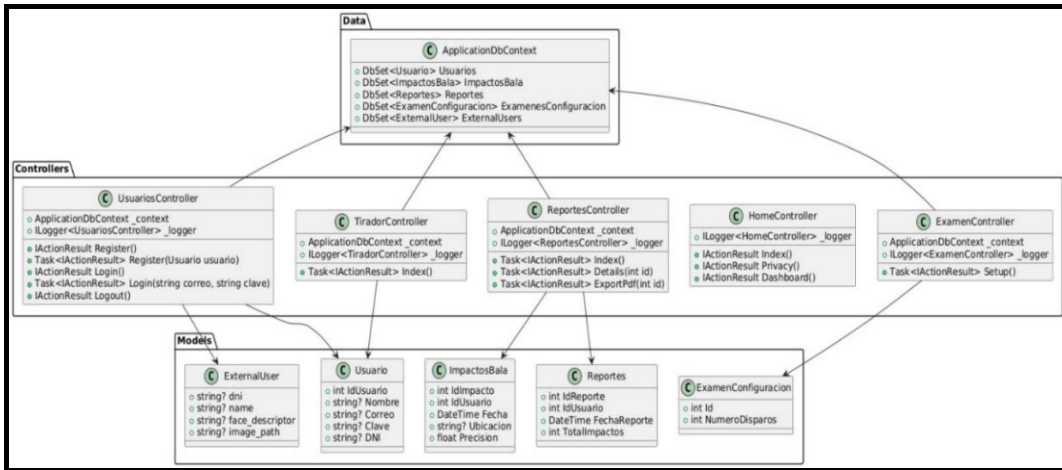 Data
C ApplicationDbContext
DbSet<Usuario> Usuarios
DbSet<ImpactosBala> ImpactosBala
DbSet<Reportes> Reportes
DbSet<ExamenConfiguracion> ExamenesConfiguracion
DbSet<ExternalUser> ExternalUsers
Controllers
C UsuariosController
ApplicationDbContext _context
ILogger<UsuariosController> _logger
IActionResult Register()
Task<IActionResult> Register(Usuario usuario)
IActionResult Login()
Task<IActionResult> Login(string correo, string clave)
IActionResult Logout()
C TiradorController
ApplicationDbContext _context
ILogger<TiradorController> _logger
Task<IActionResult> Index()
C ReportesController
ApplicationDbContext _context
ILogger<ReportesController> _logger
Task<IActionResult> Index()
Task<IActionResult> Details(int id)
Task<IActionResult> ExportPdf(int id)
C HomeController
ILogger<HomeController> _logger
IActionResult Index()
IActionResult Privacy()
IActionResult Dashboard()
C ExamenController
ApplicationDbContext _context
ILogger<ExamenController> _logger
Task<IActionResult> Setup()
Models
C ExternalUser
string? dni
string? name
string? face_descriptor
string? image_path
C Usuario
int IdUsuario
string? Nombre
string? Correo
string? Clave
string? DNI
C ImpactosBala
int IdImpacto
int IdUsuario
DateTime Fecha
string? Ubicacion
float Precision
C Reportes
int IdReporte
int IdUsuario
DateTime FechaReporte
int TotalImpactos
C ExamenConfiguracion
int Id
int NumeroDisparos